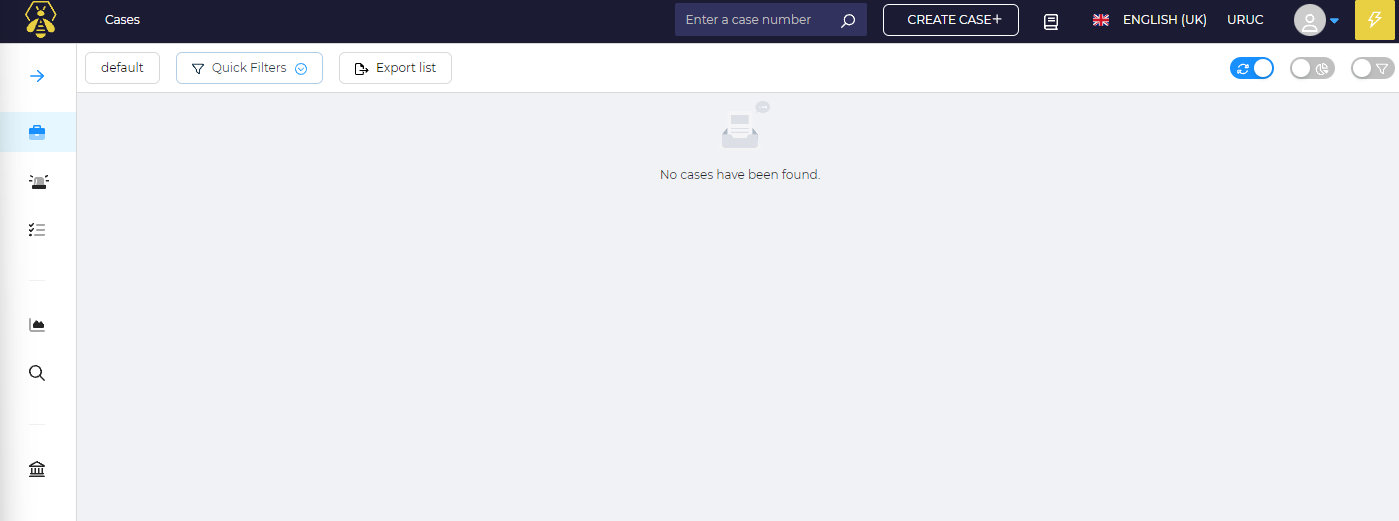 Cases
Enter a case number
CREATE CASE+
ENGLISH (UK)
URUC
default
Quick Filters
Export list
No cases have been found.